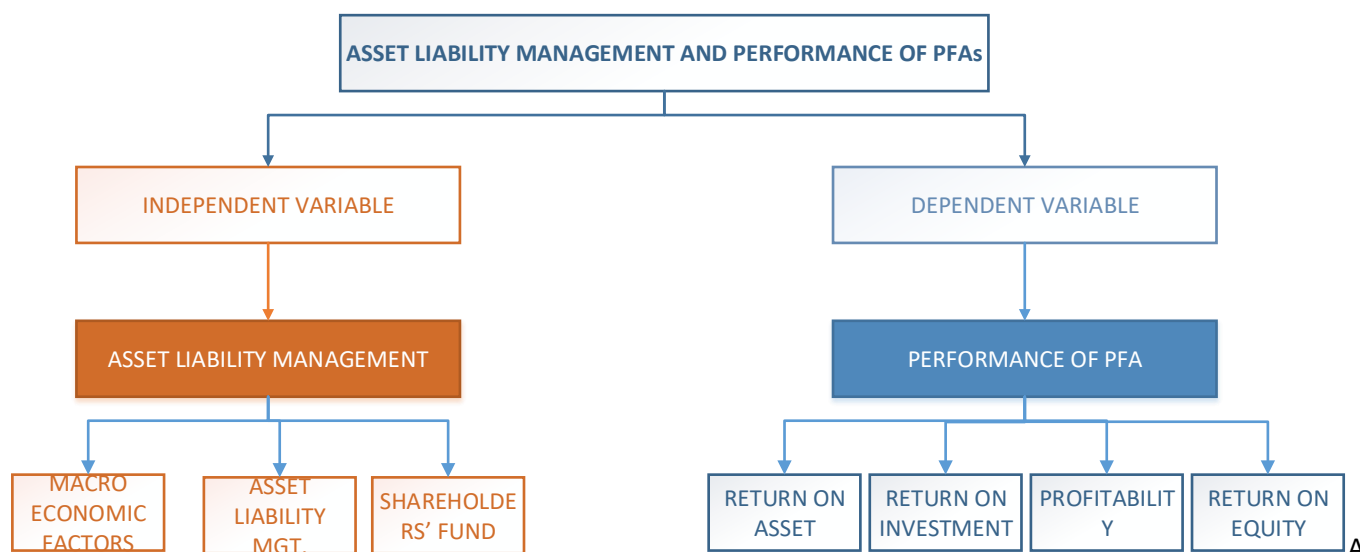 ASSET LIABILITY MANAGEMENT AND PERFORMANCE OF PFAs
INDEPENDENT VARIABLE
DEPENDENT VARIABLE
ASSET LIABILITY MANAGEMENT
PERFORMANCE OF PFA
MACRO
ECONOMIC
FACTORS
ASSET
LIABILITY
MGT.
SHAREHOLDE
RS’ FUND
RETURN ON
ASSET
RETURN ON
INVESTMENT
PROFITABILIT
Y
RETURN ON
EQUITY
A